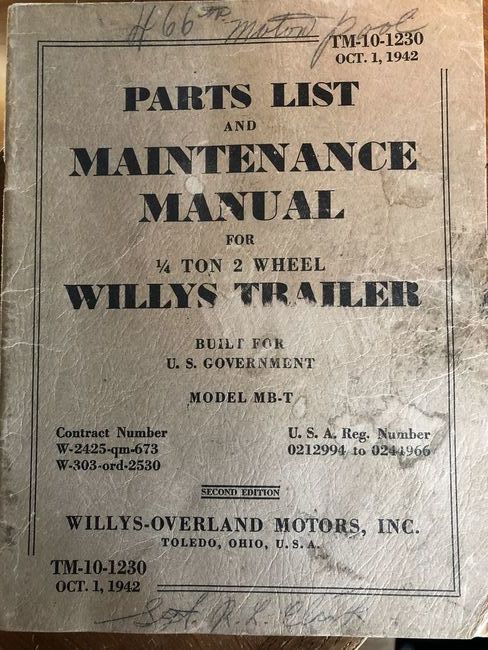 466th Motor Pool
TM-10-1230
OCT. 1, 1942
PARTS LIST
AND
MAINTENANCE
MANUAL
FOR
¼ TON 2 WHEEL
WILLYS TRAILER
BUILT FOR
U. S. GOVERNMENT
MODEL MB-T
Contract Number
W-2425-qm-673
W-303-ord-2530
U. S. A. Reg. Number
0212994 to 0244966
SECOND EDITION
WILLYS-OVERLAND MOTORS, INC.
TOLEDO, OHIO, U. S. A.
TM-10-1230
OCT. 1, 1942
Sgt. R. L.